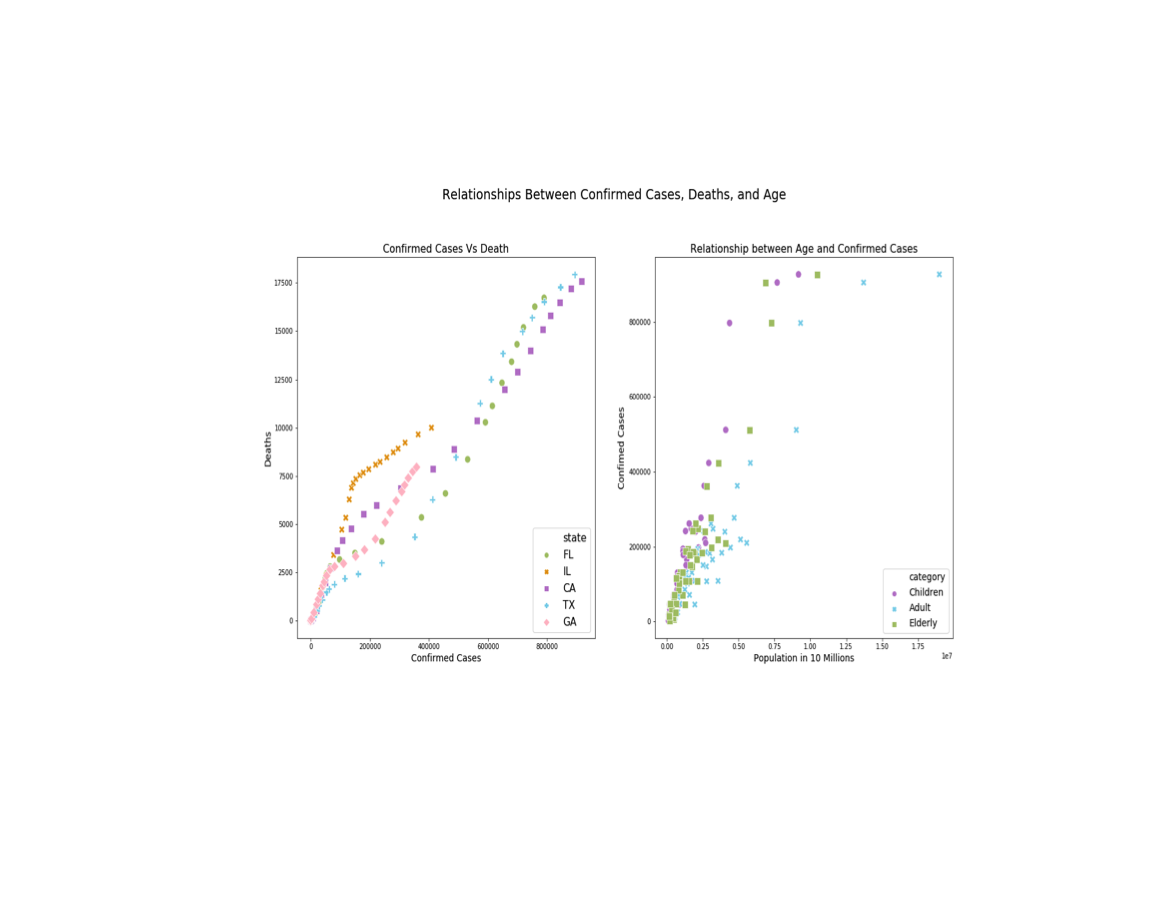 Relationships Between Confirmed Cases, Deaths, and Age
Confirmed Cases Vs Death
17500
15000
12500
10000
7500
5000
2500
0
Deaths
0 200000 400000 600000 800000
Confirmed Cases
state
FL
IL
CA
TX
GA
Relationship between Age and Confirmed Cases
800000
600000
400000
200000
0
Confirmed Cases
0.00 0.25 0.50 0.75 1.00 1.25 1.50 1.75
1e7
Population in 10 Millions
category
Children
Adult
Elderly